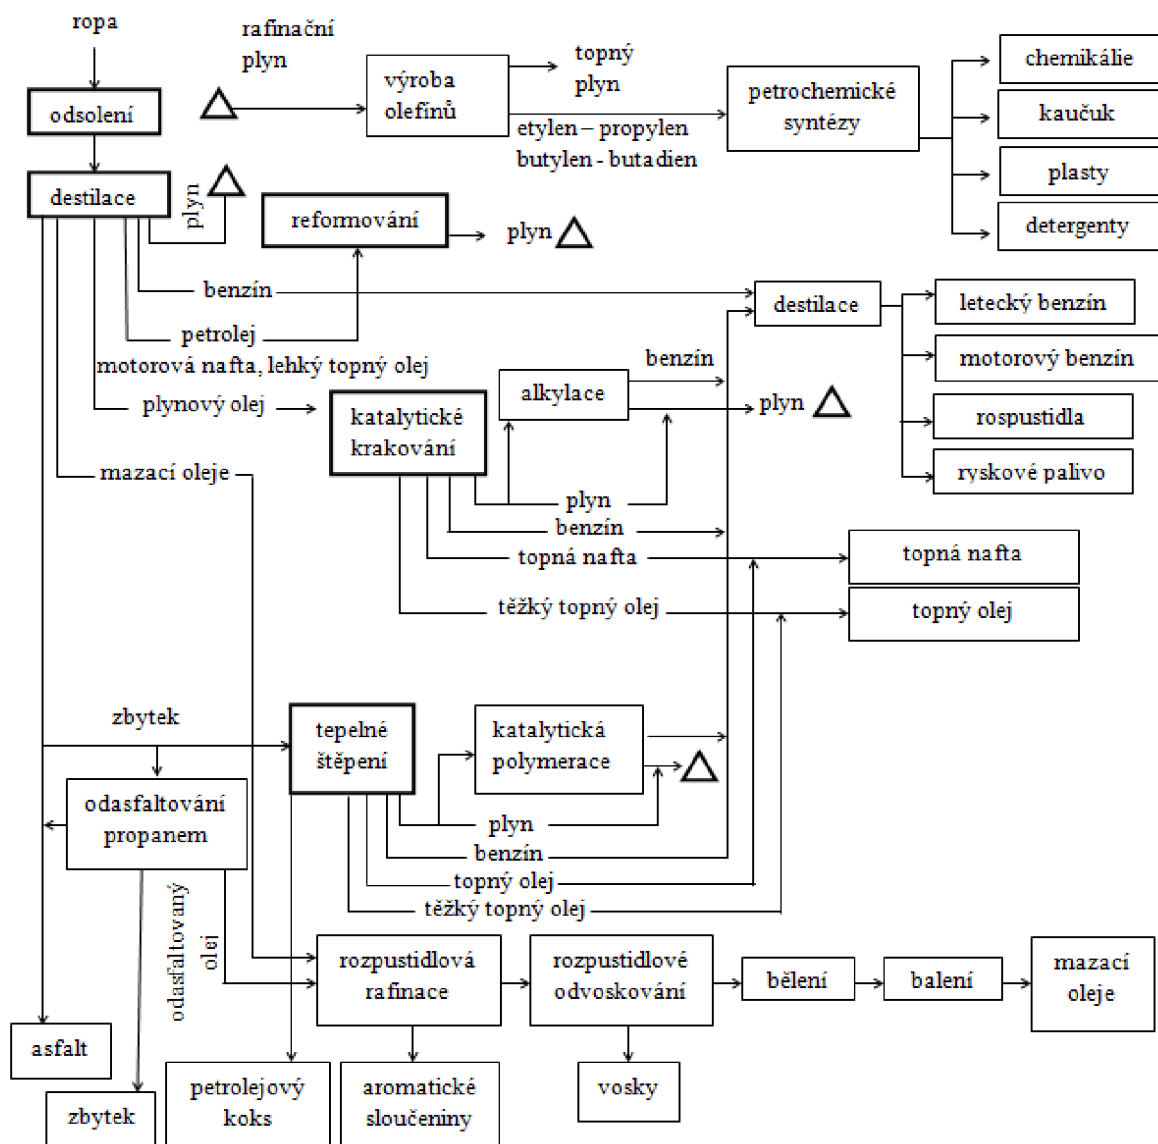 ropa
rafinační
plyn
topný
plyn
chemikálie
výroba
olefínů
petrochemické
syntézy
odsolení
kaučuk
etylen – propylen
butylen - butadien
plasty
destilace
plyn
reformování
plyn
detergenty
benzín
destilace
letecký benzín
petrolej
motorová nafta, lehký topný olej
benzín
motorový benzín
plynový olej
alkylace
plyn
katalytické
krakování
rospustidla
mazací oleje
ryskové palivo
plyn
benzín
topná nafta
topná nafta
těžký topný olej
topný olej
zbytek
tepelné
štěpení
katalytická
polymerace
odasfaltování
propanem
plyn
benzín
topný olej
těžký topný olej
odasfaltovaný
olej
rozpustidlová
rafinace
rozpustidlové
odvoskování
bělení
balení
mazací
oleje
asfalt
zbytek
petrolejový
koks
aromatické
sloučeniny
vosky